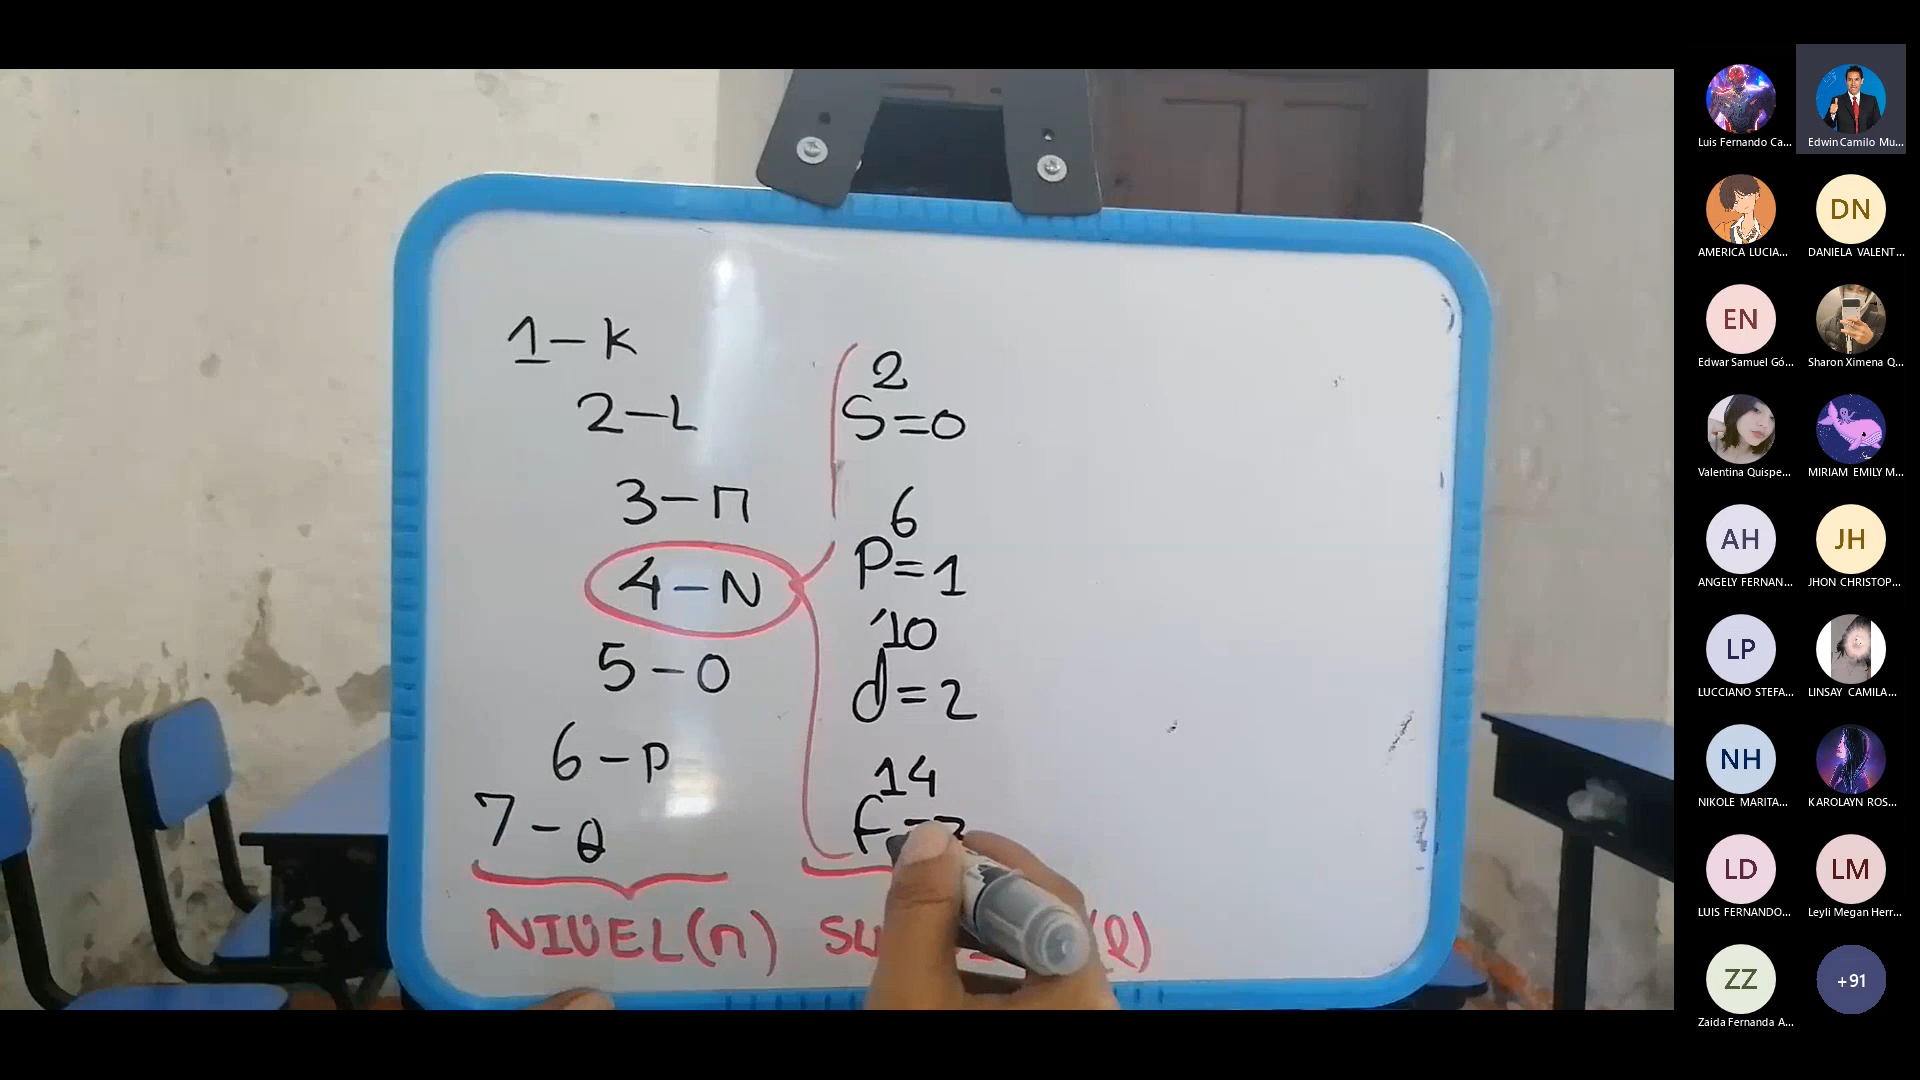 1-K
2-L
3-M
4-N
5-O
6-P
7-Q
NIVEL(n)
2
S=0
6
P=1
10
d=2
14
f=3
(l)
Luis Fernando Ca...
Edwin Camilo Mu...
AMERICA LUCIA...
DN
DANIELA VALENT...
EN
Edwar Samuel Gó...
Sharon Ximena Q...
Valentina Quispe...
MIRIAM EMILY M...
AH
ANGELY FERNAN...
JH
JHON CHRISTOP...
LP
LUCCIANO STEFA...
LINSAY CAMILA...
NH
NIKOLE MARITA...
KAROLAYN ROS...
LD
LUIS FERNANDO...
LM
Leyli Megan Herr...
ZZ
Zaida Fernanda A...
+91